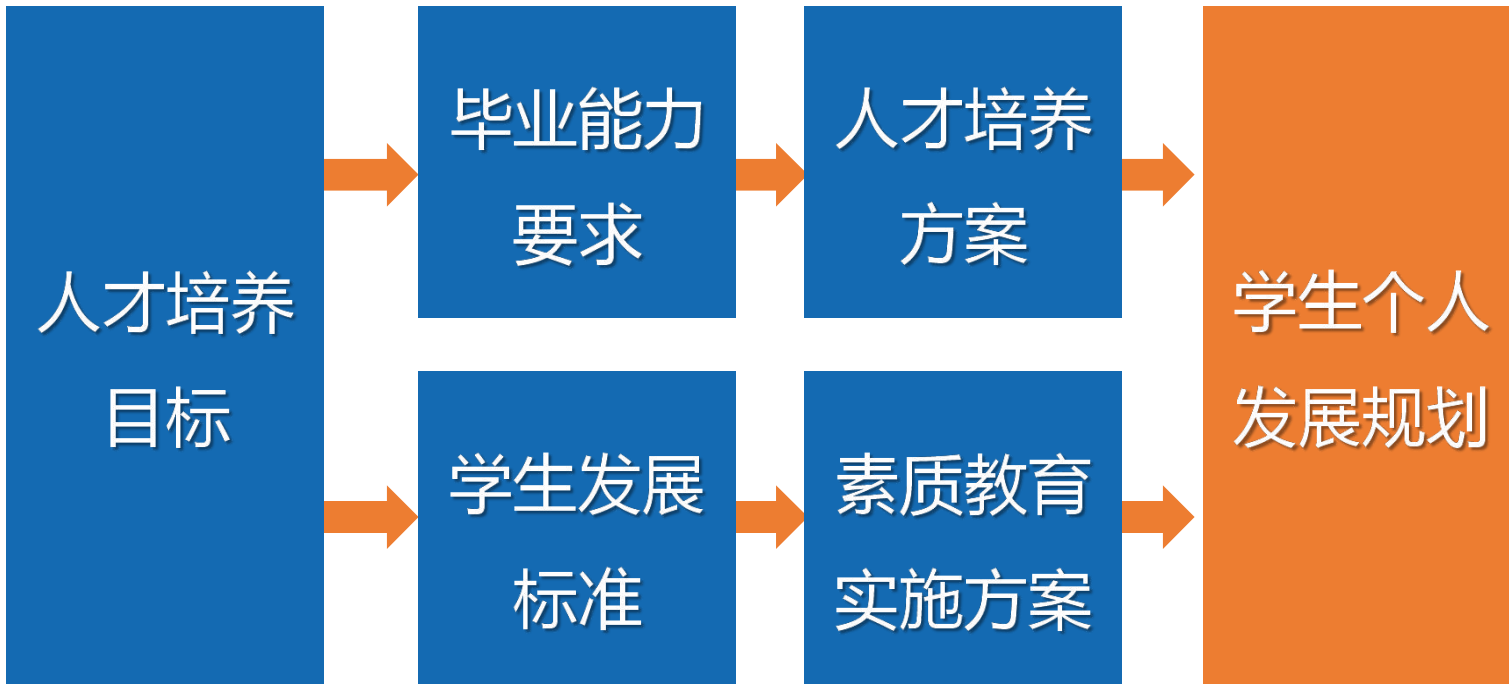 人才培养
目标
毕业能力
要求
人才培养
方案
学生发展
标准
素质教育
实施方案
学生个人
发展规划